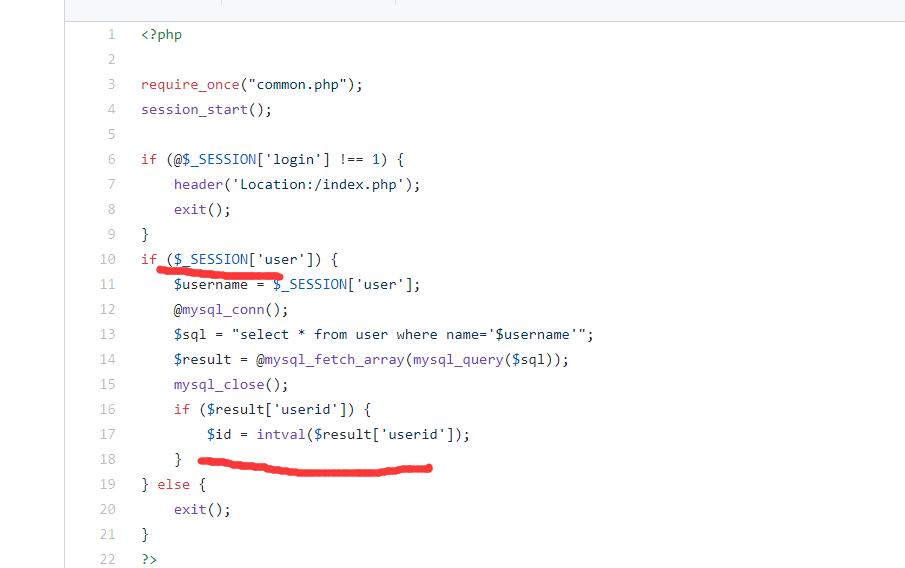 1 <?php
2
3 require_once("common.php");
4 session_start();
5
6 if (@$_SESSION['login'] !== 1) {
7 header('Location:/index.php');
8 exit();
9 }
10 if ($_SESSION['user']) {
11 $username = $_SESSION['user'];
12 @mysql_conn();
13 $sql = "select * from user where name='$username'";
14 $result = @mysql_fetch_array(mysql_query($sql));
15 mysql_close();
16 if ($result['userid']) {
17 $id = intval($result['userid']);
18 }
19 } else {
20 exit();
21 }
22 ?>